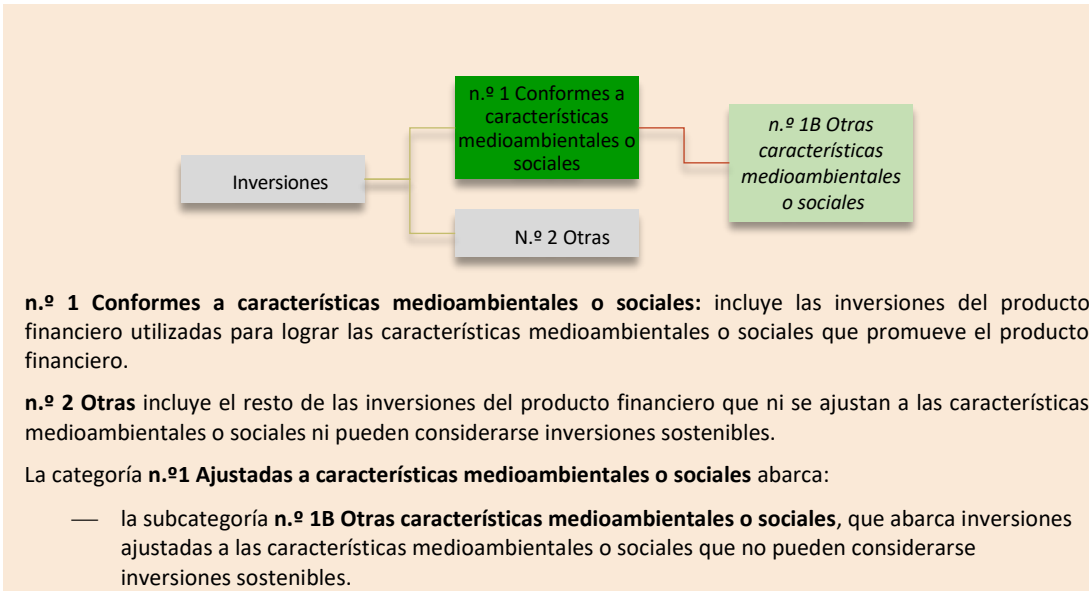 n.º 1 Conformes a
características
medioambientales o
sociales
n.º 1B Otras
características
medioambientales
o sociales
Inversiones
N.º 2 Otras
n.º 1 Conformes a características medioambientales o sociales: incluye las inversiones del producto
financiero utilizadas para lograr las características medioambientales o sociales que promueve el producto
financiero.
n.º 2 Otras incluye el resto de las inversiones del producto financiero que ni se ajustan a las características
medioambientales o sociales ni pueden considerarse inversiones sostenibles.
La categoría n.º1 Ajustadas a características medioambientales o sociales abarca:
— la subcategoría n.º 1B Otras características medioambientales o sociales, que abarca inversiones
ajustadas a las características medioambientales o sociales que no pueden considerarse
inversiones sostenibles.